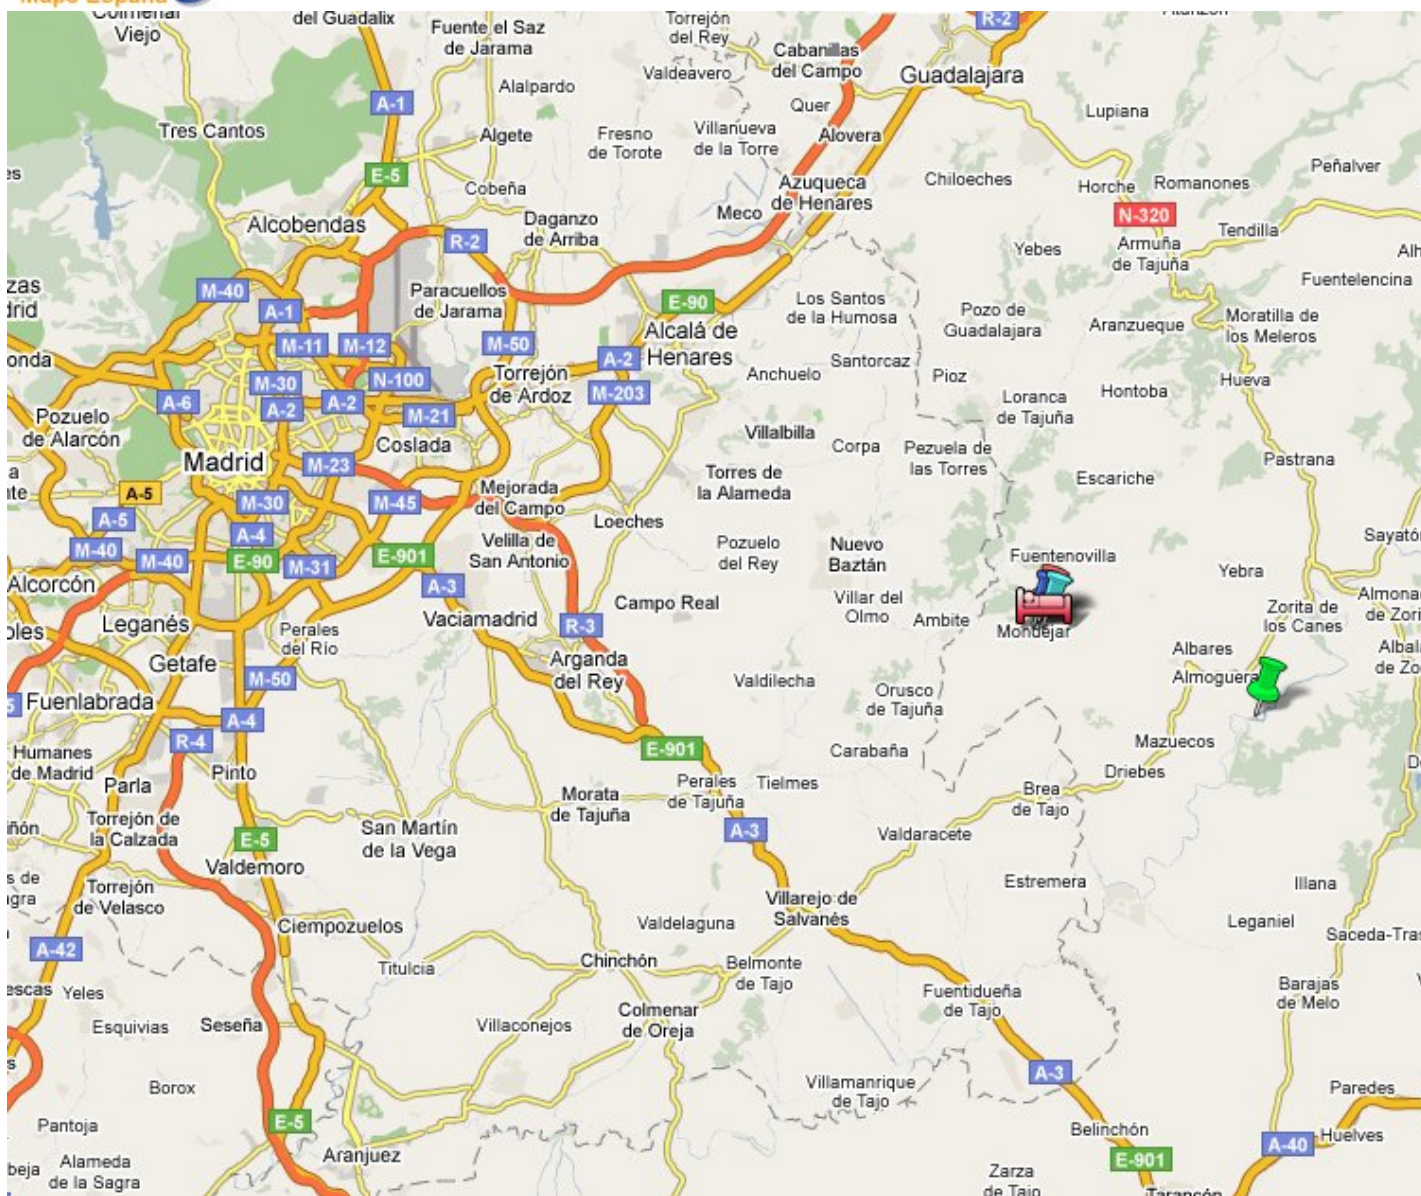 Maps España
Colmenar
Viejo
del Guadalix
Fuente el Saz
de Jarama
Torrejón
del Rey
R-2
Cabanillas
del Campo
Guadalajara
Valdeavero
Alalpardo
A-1
Quer
Lupiana
Tres Cantos
Algete
Fresno
de Torote
Villanueva
de la Torre
Alovera
Peñalver
es
E-5
Cobeña
Azuqueca
de Henares
Chiloeches
Horche
Romanones
Meco
N-320
Alcobendas
Daganzo
de Arriba
R-2
Yebes
Armuña
de Tajuña
Tendilla
Fuentelencina
zas
drid
M-40
Paracuellos
de Jarama
E-90
Los Santos
de la Humosa
Pozo de
Guadalajara
Aranzueque
Moratilla de
los Meleros
A-1
Alcalá de
Henares
M-11
M-12
M-50
A-2
Santorcaz
onda
Anchuelo
Pioz
Hueva
M-30
N-100
Torrejón
de Ardoz
M-203
Hontoba
A-6
A-2
A-2
M-21
Loranca
de Tajuña
Pozuelo
de Alarcón
Coslada
Villalbilla
Corpa
Pezuela de
las Torres
Madrid
M-23
Pastrana
Torres de
la Alameda
Escariche
A-5
M-30
M-45
Mejorada
del Campo
A-5
Loeches
A-4
M-40
M-40
E-90
M-31
E-901
Velilla de
San Antonio
Pozuelo
del Rey
Nuevo
Baztán
Fuentenovilla
Yebra
Alcorcón
A-3
Villar del
Olmo
Campo Real
Zorita de
los Canes
Leganés
Vaciamadrid
R-3
Ambite
Mondéjar
Perales
del Río
Albares
Getafe
Arganda
del Rey
M-50
Valdilecha
Orusco
de Tajuña
Almoguera
Fuenlabrada
A-4
R-4
E-901
Carabaña
Mazuecos
Humanes
de Madrid
Pinto
Driebes
Parla
Morata
de Tajuña
Perales
de Tajuña
Tielmes
Brea
de Tajo
Torrejón de
la Calzada
San Martín
de la Vega
A-3
Valdaracete
E-5
Valdemoro
Estremera
Illana
Torrejón
de Velasco
Villarejo de
Salvanés
Ciempozuelos
Valdelaguna
Leganiel
A-42
Titulcia
Chinchón
Belmonte
de Tajo
Yeles
Fuentidueña
de Tajo
Barajas
de Melo
Esquivias
Seseña
Villaconejos
Colmenar
de Oreja
A-3
Borox
Villamanrique
de Tajo
Paredes
Pantoja
E-5
Belinchón
Huelves
A-40
Alameda
de la Sagra
Aranjuez
E-901
Zarza
de Tajo
Tarancón